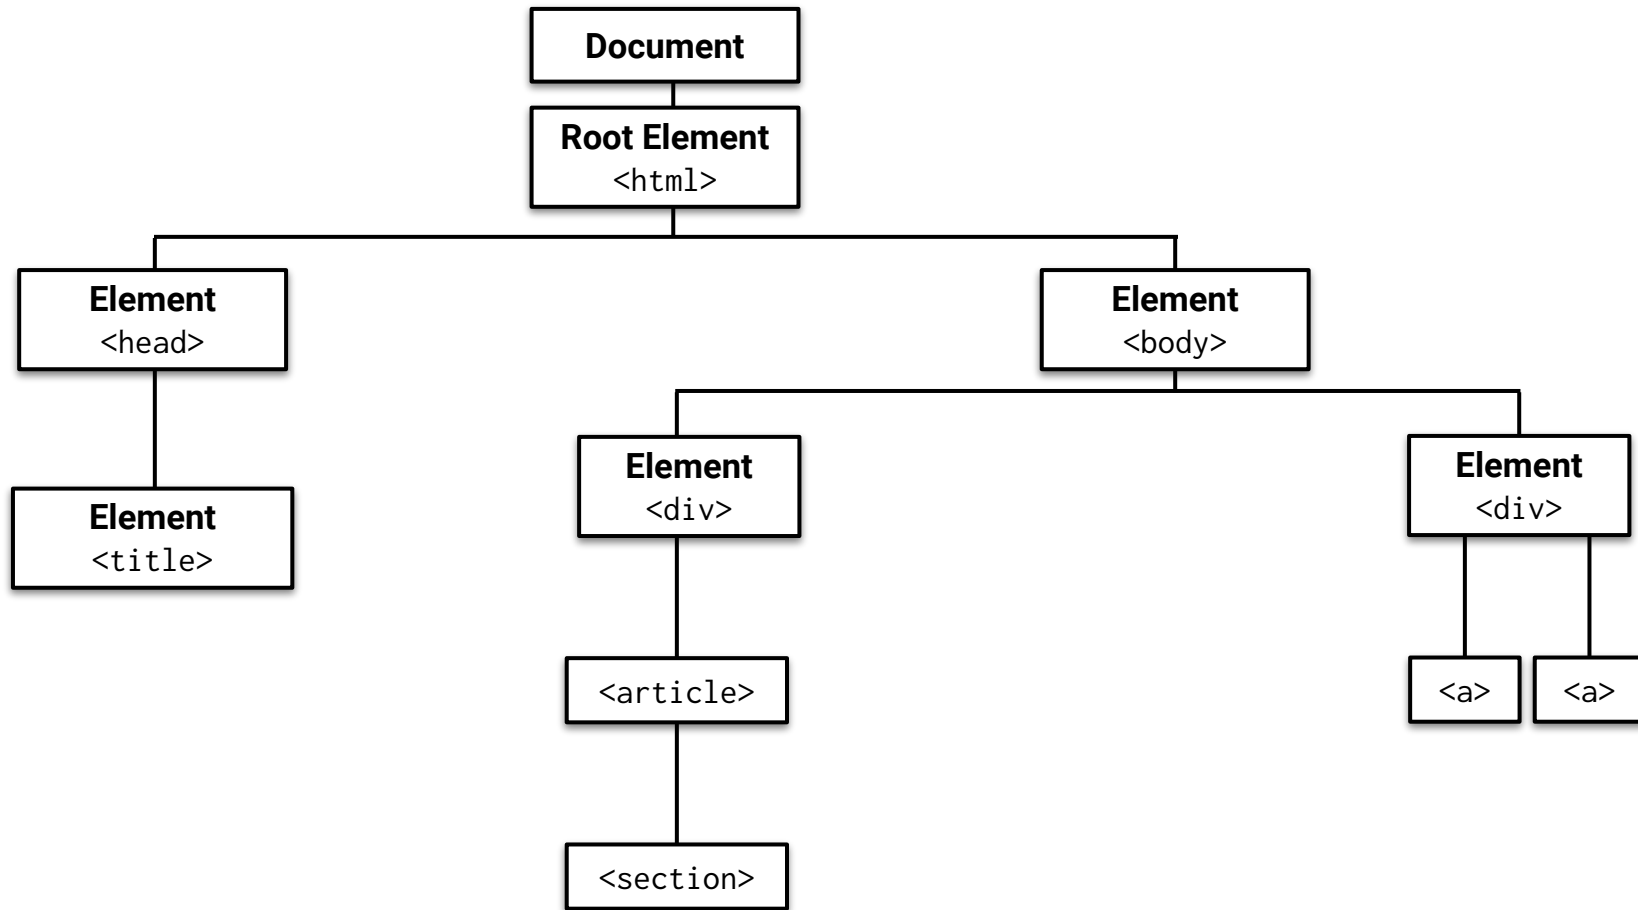 Document
Root Element
<html>
Element
<head>
Element
<body>
Element
<title>
Element
<div>
Element
<div>
<article>
<a>
<a>
<section>